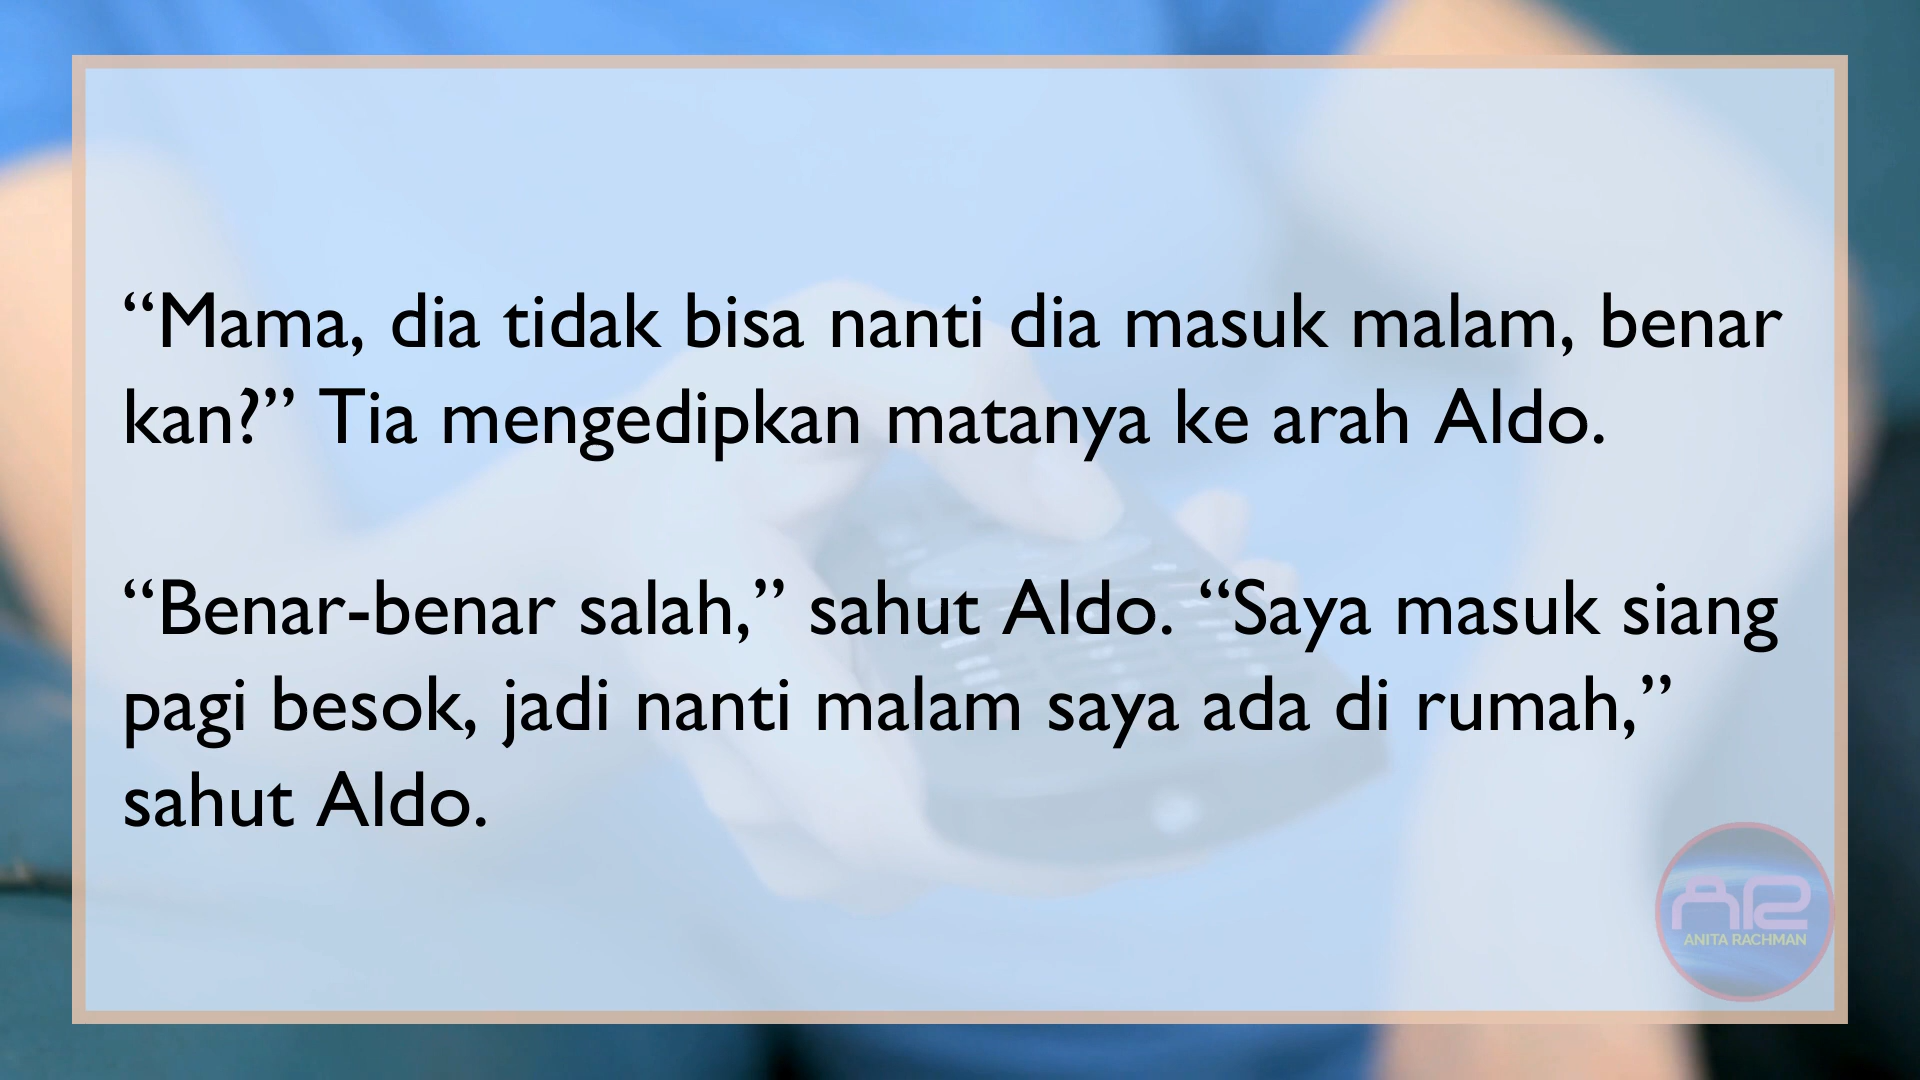 “Mama, dia tidak bisa nanti dia masuk malam, benar
kan?” Tia mengedipkan matanya ke arah Aldo.
“Benar-benar salah,” sahut Aldo. “Saya masuk siang
pagi besok, jadi nanti malam saya ada di rumah,”
sahut Aldo.
AR
ANITA RACHMAN